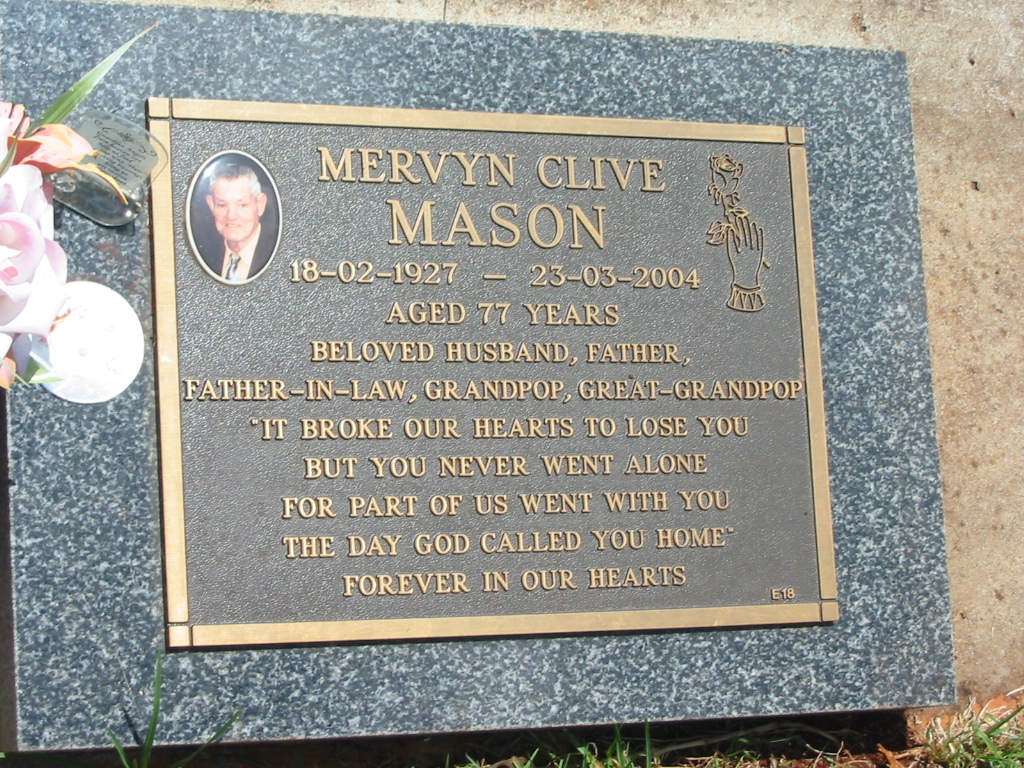 MERVYN CLIVE
MASON
18-02-1927 - 23-03-2004
AGED 77 YEARS
BELOVED HUSBAND, FATHER,
FATHER-IN-LAW, GRANDPOP, GREAT-GRANDPOP
"IT BROKE OUR HEARTS TO LOSE YOU
BUT YOU NEVER WENT ALONE
FOR PART OF US WENT WITH YOU
THE DAY GOD CALLED YOU HOME"
FOREVER IN OUR HEARTS
E18